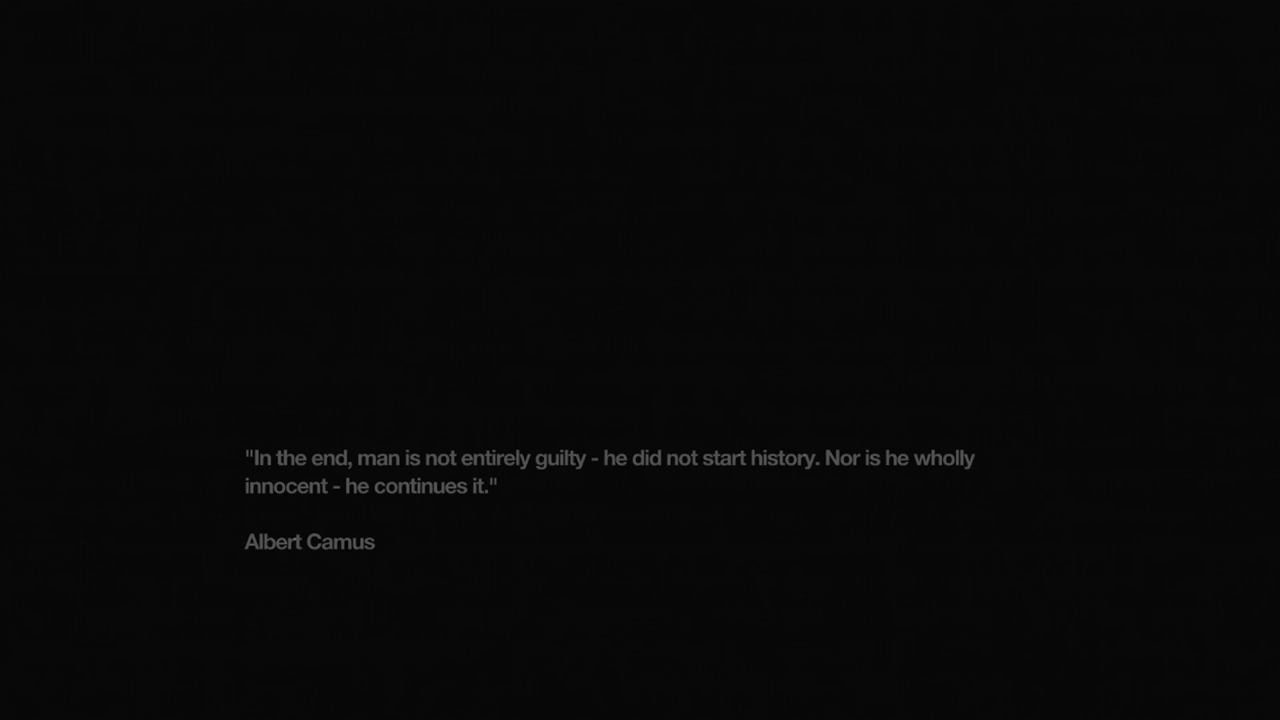 "In the end, man is not entirely guilty - he did not start history. Nor is he wholly
innocent - he continues it."
Albert Camus